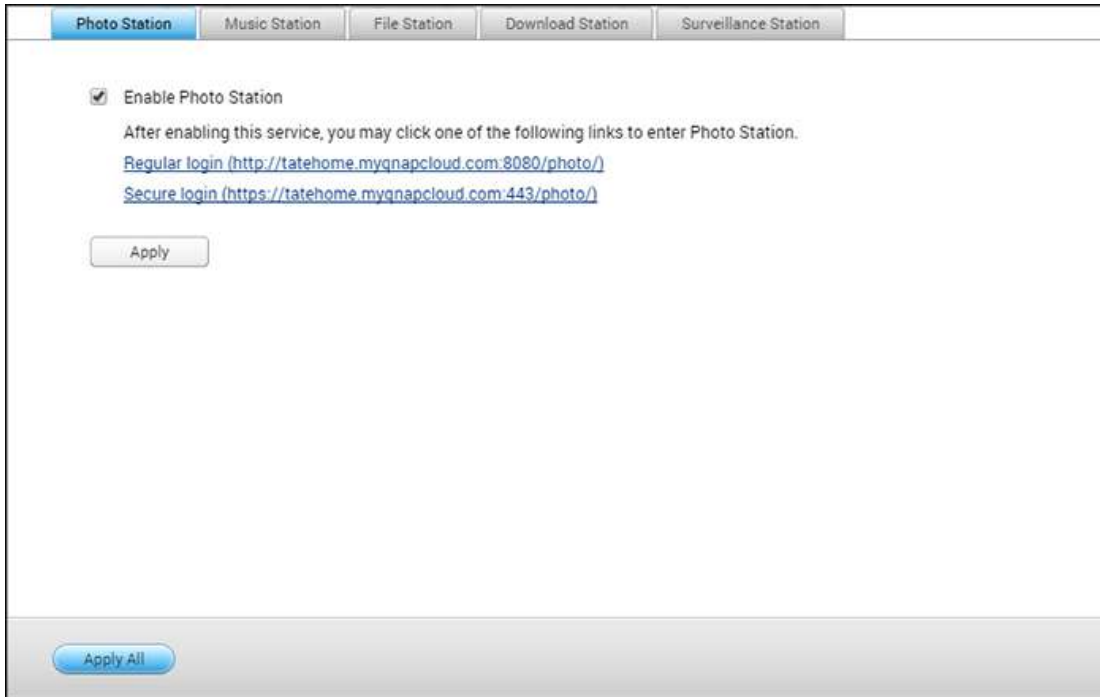 Photo Station Music Station File Station Download Station Surveillance Station
Enable Photo Station
After enabling this service, you may click one of the following links to enter Photo Station.
Regular login (http://tatehome.myqnapcloud.com:8080/photo/)
Secure login (https://tatehome.myqnapcloud.com:443/photo/)
Apply
Apply All